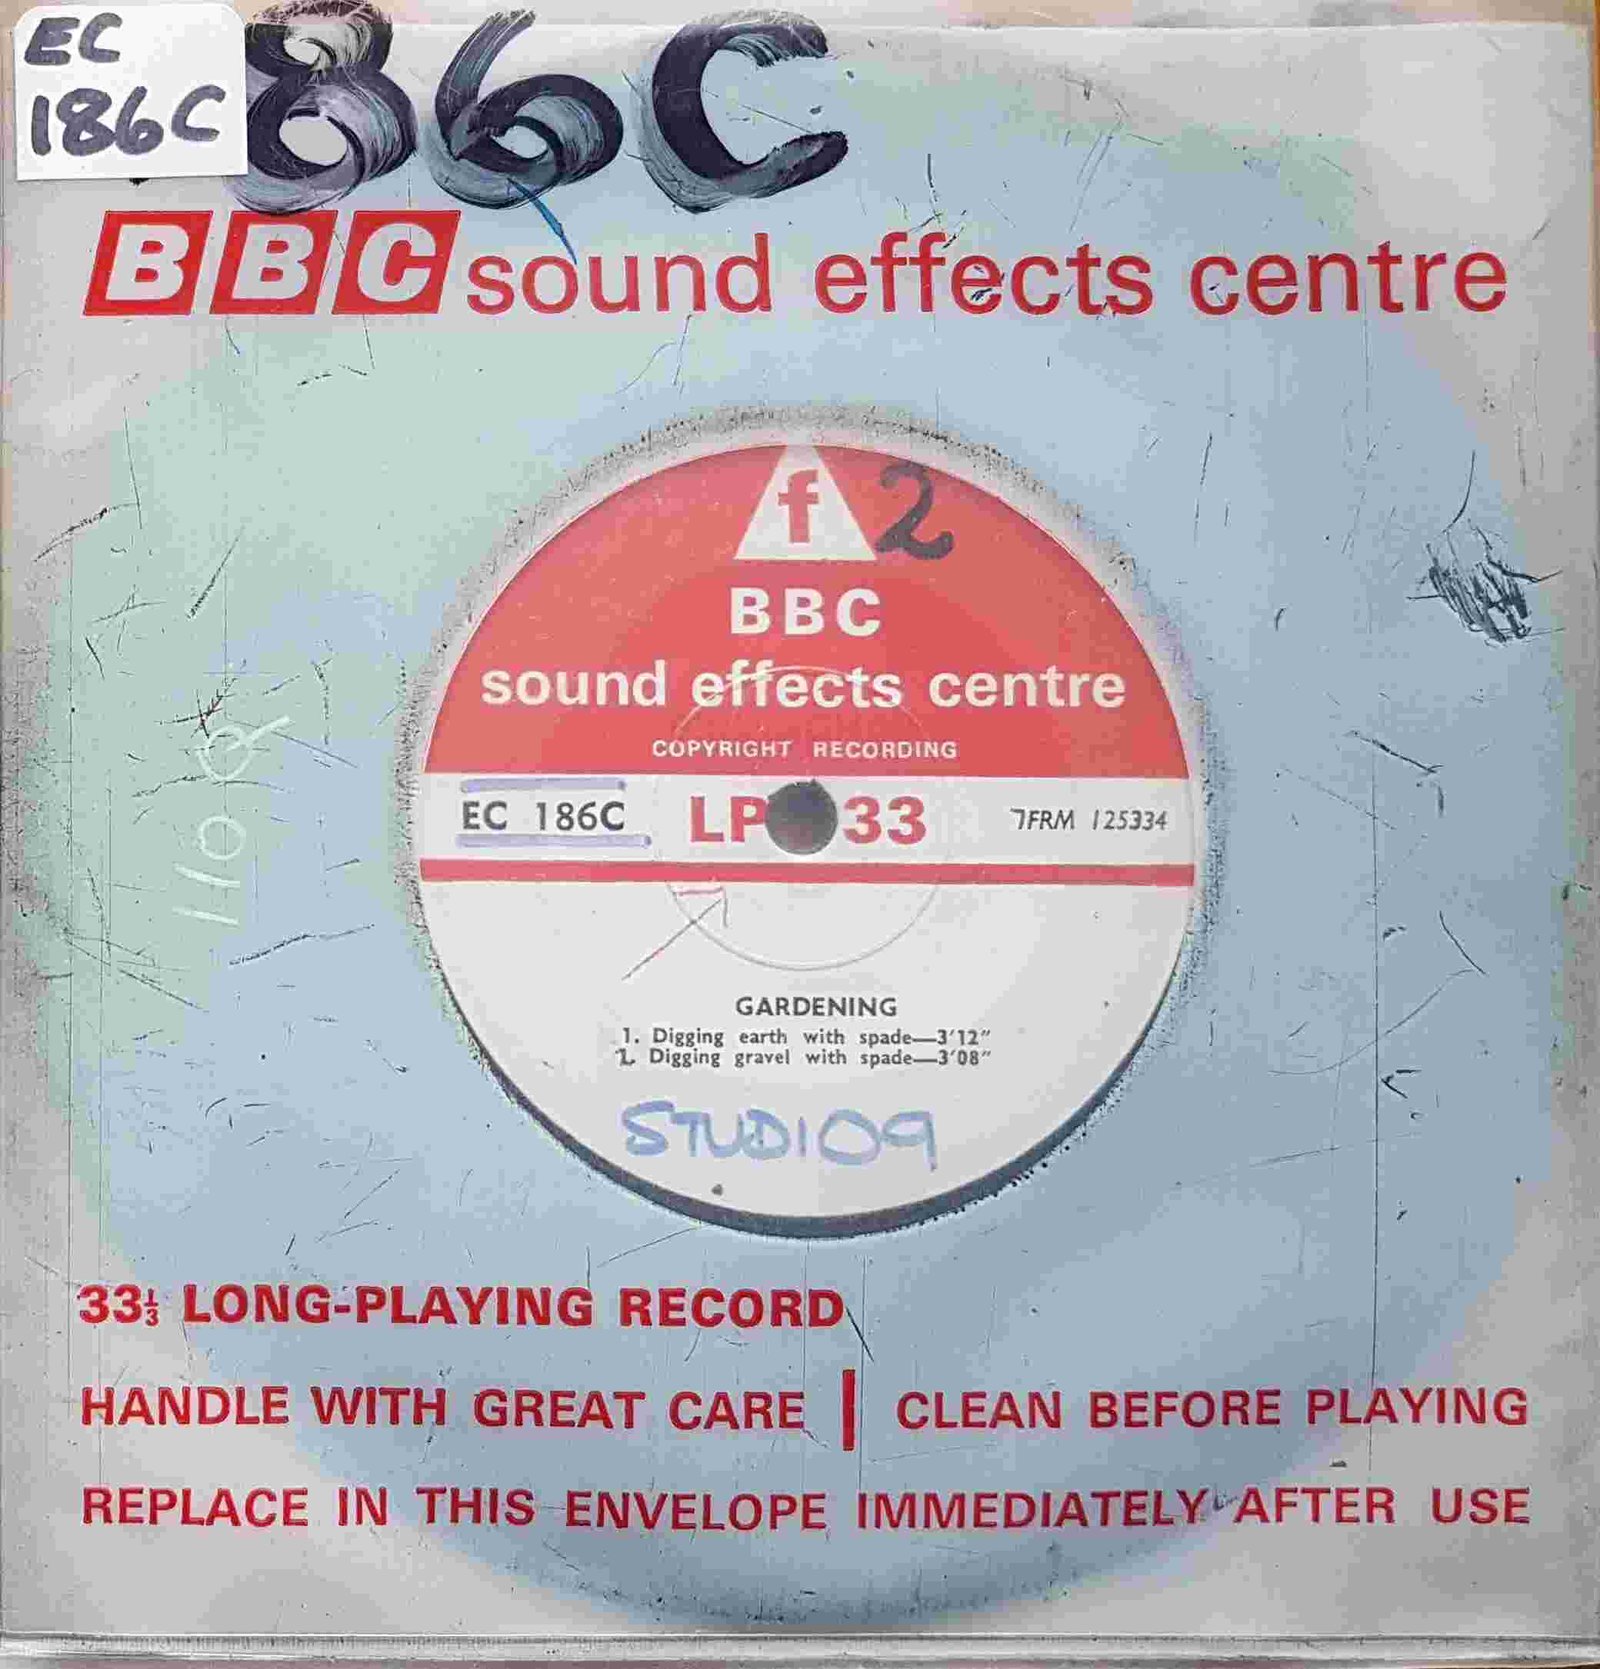 EC
186C
86C
BBC sound effects centre
f 2
BBC
sound effects centre
COPYRIGHT RECORDING
EC 186C LP 33 7FRM 125334
GARDENING
1. Digging earth with spade—3′12″
2. Digging gravel with spade—3′08″
STUDIO 9
33⅓ LONG-PLAYING RECORD
HANDLE WITH GREAT CARE | CLEAN BEFORE PLAYING
REPLACE IN THIS ENVELOPE IMMEDIATELY AFTER USE